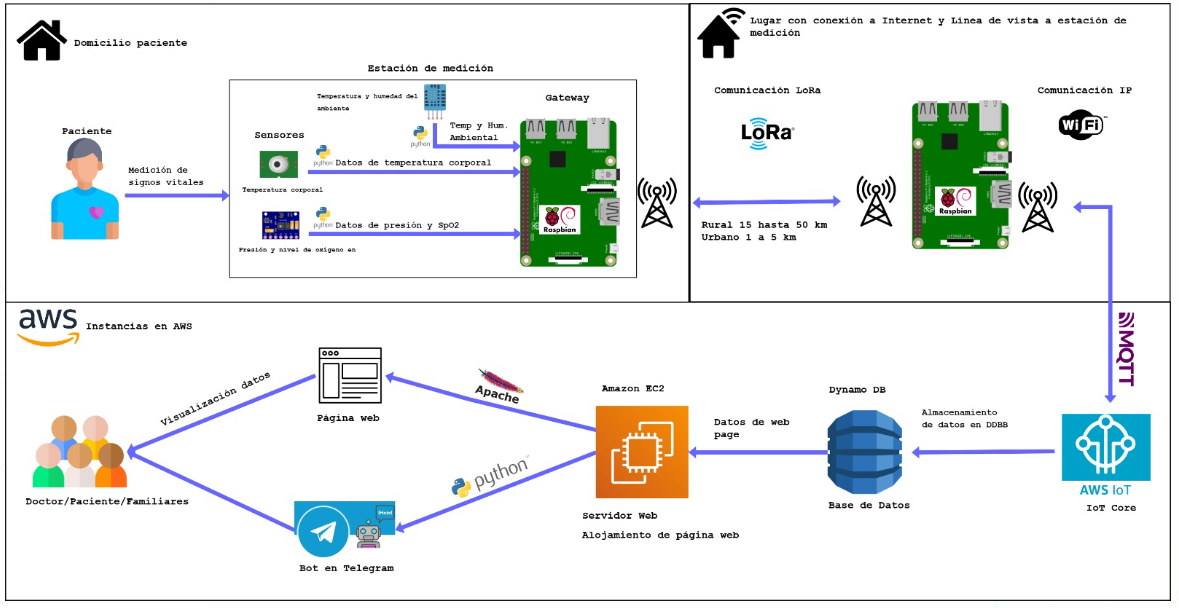 Domicilio paciente
Estación de medición
Temperatura y humedad del
ambiente
Gateway
Paciente
Sensores
python
Temp y Hum.
Ambiental
python
Datos de temperatura corporal
Medición de
signos vitales
Temperatura corporal
python
Datos de presión y SpO2
Raspbian
Presión y nivel de oxígeno en
Lugar con conexión a Internet y Linea de vista a estación de
medición
Comunicación LoRa
Comunicación IP
LoRa
WiFi
Raspbian
Rural 15 hasta 50 km
Urbano 1 a 5 km
MQTT
aws
Instancias en AWS
Visualización datos
Página web
Apache
Amazon EC2
Dynamo DB
Datos de web
page
Almacenamiento
de datos en DDBB
AWS IoT
IoT Core
Doctor/Paciente/Familiares
python
Servidor Web
Alojamiento de página web
Base de Datos
Bot en Telegram